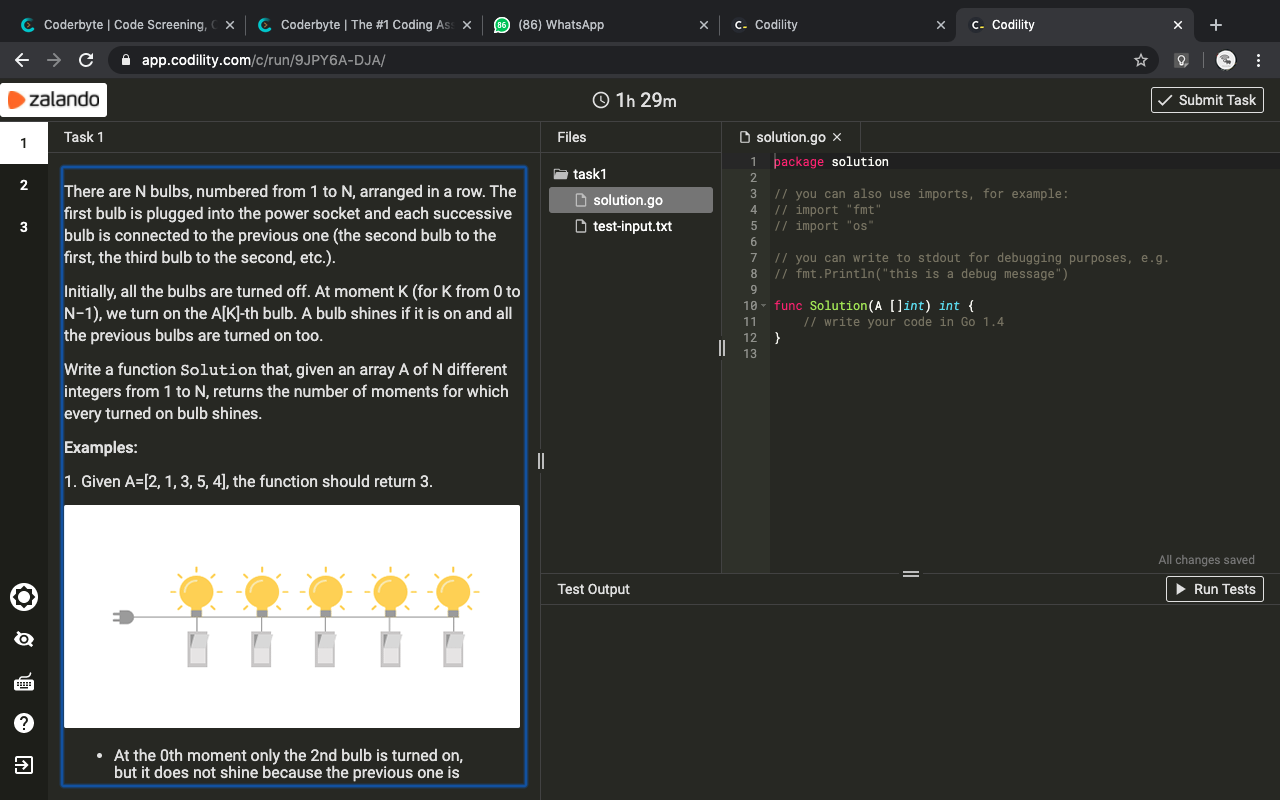 Coderbyte | Code Screening, C
Coderbyte | The #1 Coding Ass
86
(86) WhatsApp
C_ Codility
C_ Codility
app.codility.com/c/run/9JPY6A-DJA/
zalando
1h 29m
Submit Task
1
2
3
Task 1
There are N bulbs, numbered from 1 to N, arranged in a row. The
first bulb is plugged into the power socket and each successive
bulb is connected to the previous one (the second bulb to the
first, the third bulb to the second, etc.).
Initially, all the bulbs are turned off. At moment K (for K from 0 to
N−1), we turn on the A[K]-th bulb. A bulb shines if it is on and all
the previous bulbs are turned on too.
Write a function Solution that, given an array A of N different
integers from 1 to N, returns the number of moments for which
every turned on bulb shines.
Examples:
1. Given A=[2, 1, 3, 5, 4], the function should return 3.
• At the 0th moment only the 2nd bulb is turned on,
but it does not shine because the previous one is
Files
task1
solution.go
test-input.txt
solution.go
1 package solution
2
3 // you can also use imports, for example:
4 // import "fmt"
5 // import "os"
6
7 // you can write to stdout for debugging purposes, e.g.
8 // fmt.Println("this is a debug message")
9
10 func Solution(A []int) int {
11 // write your code in Go 1.4
12 }
13
All changes saved
Test Output
Run Tests